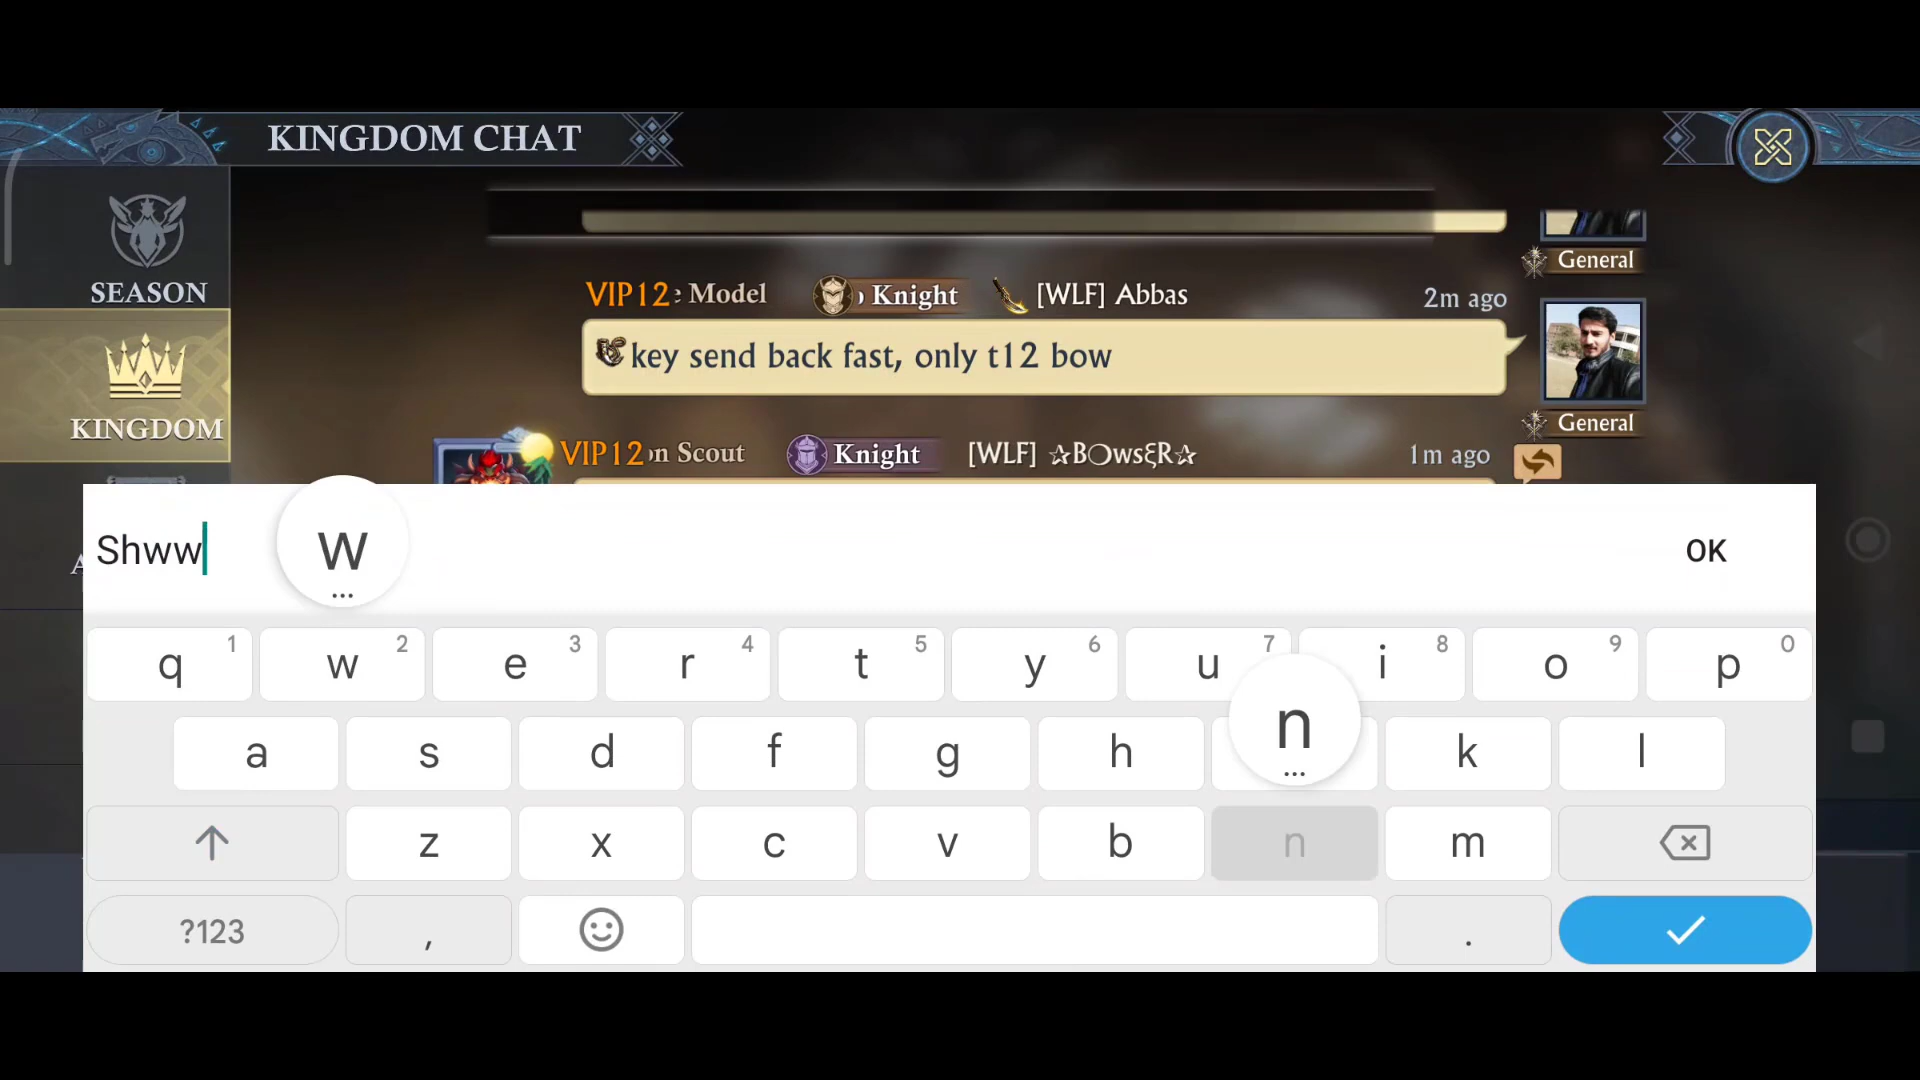 KINGDOM CHAT
SEASON
KINGDOM
General
VIP12 : Model Knight [WLF] Abbas 2m ago
key send back fast, only t12 bow
General
VIP12 n Scout Knight [WLF] ☆B❍wsξR☆ 1m ago
A
Shww
w
...
OK
q 1 w 2 e 3 r 4 t 5 y 6 u 7 i 8 o 9 p 0
a s d f g h n ... k l
z x c v b n m
?123 , .